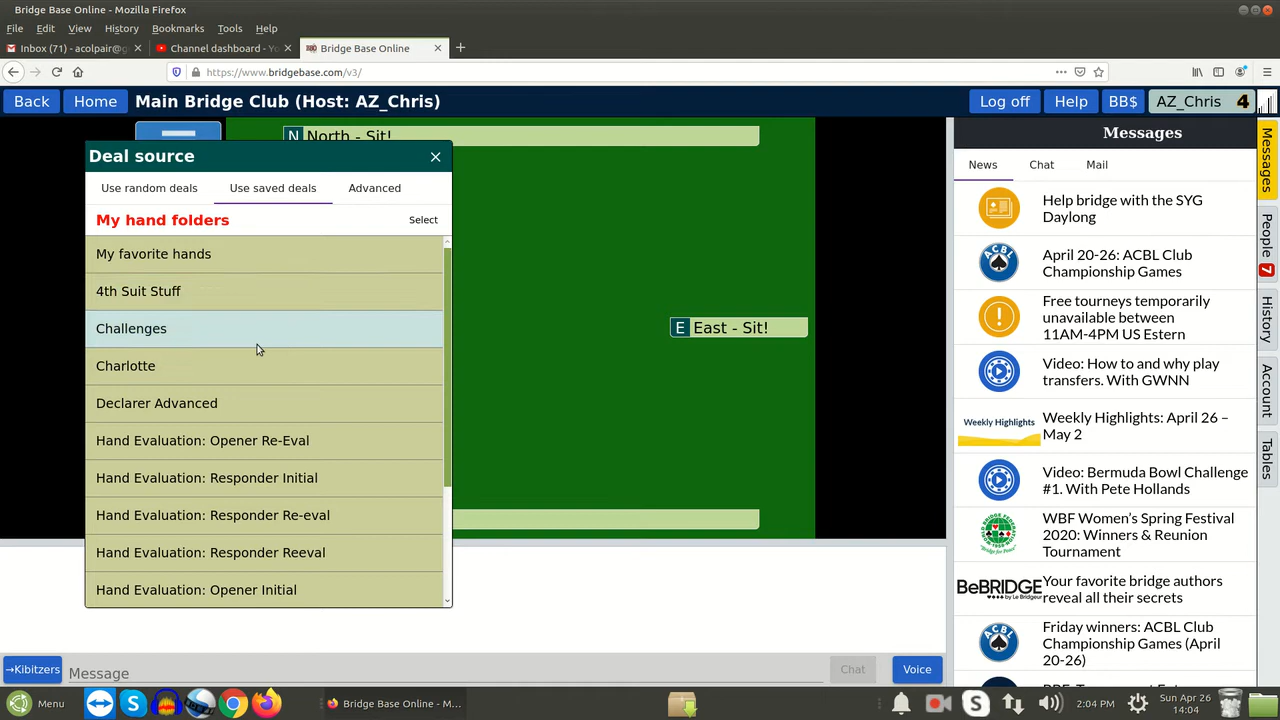 Bridge Base Online - Mozilla Firefox
File Edit View History Bookmarks Tools Help
Inbox (71) - acolpair@g
Channel dashboard - Yo
Bridge Base Online
https://www.bridgebase.com/v3/
Back
Home
Main Bridge Club (Host: AZ_Chris)
Log off
Help
BB$
AZ_Chris 4
N North - Sit!
E East - Sit!
Deal source
Use random deals
Use saved deals
Advanced
My hand folders
Select
My favorite hands
4th Suit Stuff
Challenges
Charlotte
Declarer Advanced
Hand Evaluation: Opener Re-Eval
Hand Evaluation: Responder Initial
Hand Evaluation: Responder Re-eval
Hand Evaluation: Responder Reeval
Hand Evaluation: Opener Initial
→Kibitzers
Message
Chat
Voice
Messages
News
Chat
Mail
Help bridge with the SYG
Daylong
ACBL
April 20-26: ACBL Club
Championship Games
Free tourneys temporarily
unavailable between
11AM-4PM US Estern
Video: How to and why play
transfers. With GWNN
Weekly Highlights
Weekly Highlights: April 26 –
May 2
Video: Bermuda Bowl Challenge
#1. With Pete Hollands
WBF Women’s Spring Festival
2020: Winners & Reunion
Tournament
BeBRIDGE
Your favorite bridge authors
reveal all their secrets
ACBL
Friday winners: ACBL Club
Championship Games (April
20-26)
Messages
People
7
History
Account
Tables
Menu
Bridge Base Online - M...
2:04 PM
Sun Apr 26
14:04